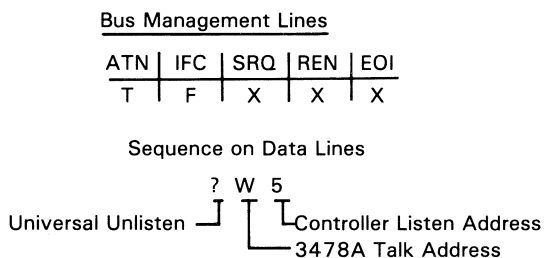 Bus Management Lines
ATN IFC SRQ REN EOI
T F X X X
Sequence on Data Lines
? W 5
Universal Unlisten Controller Listen Address
3478A Talk Address